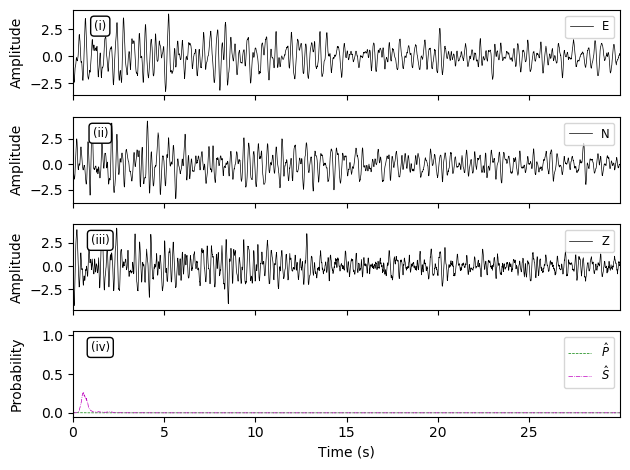 (i)
E
Amplitude
2.5
0.0
−2.5
(ii)
N
Amplitude
2.5
0.0
−2.5
(iii)
Z
Amplitude
2.5
0.0
−2.5
(iv)
P̂
Ŝ
Probability
1.0
0.5
0.0
0 5 10 15 20 25
Time (s)